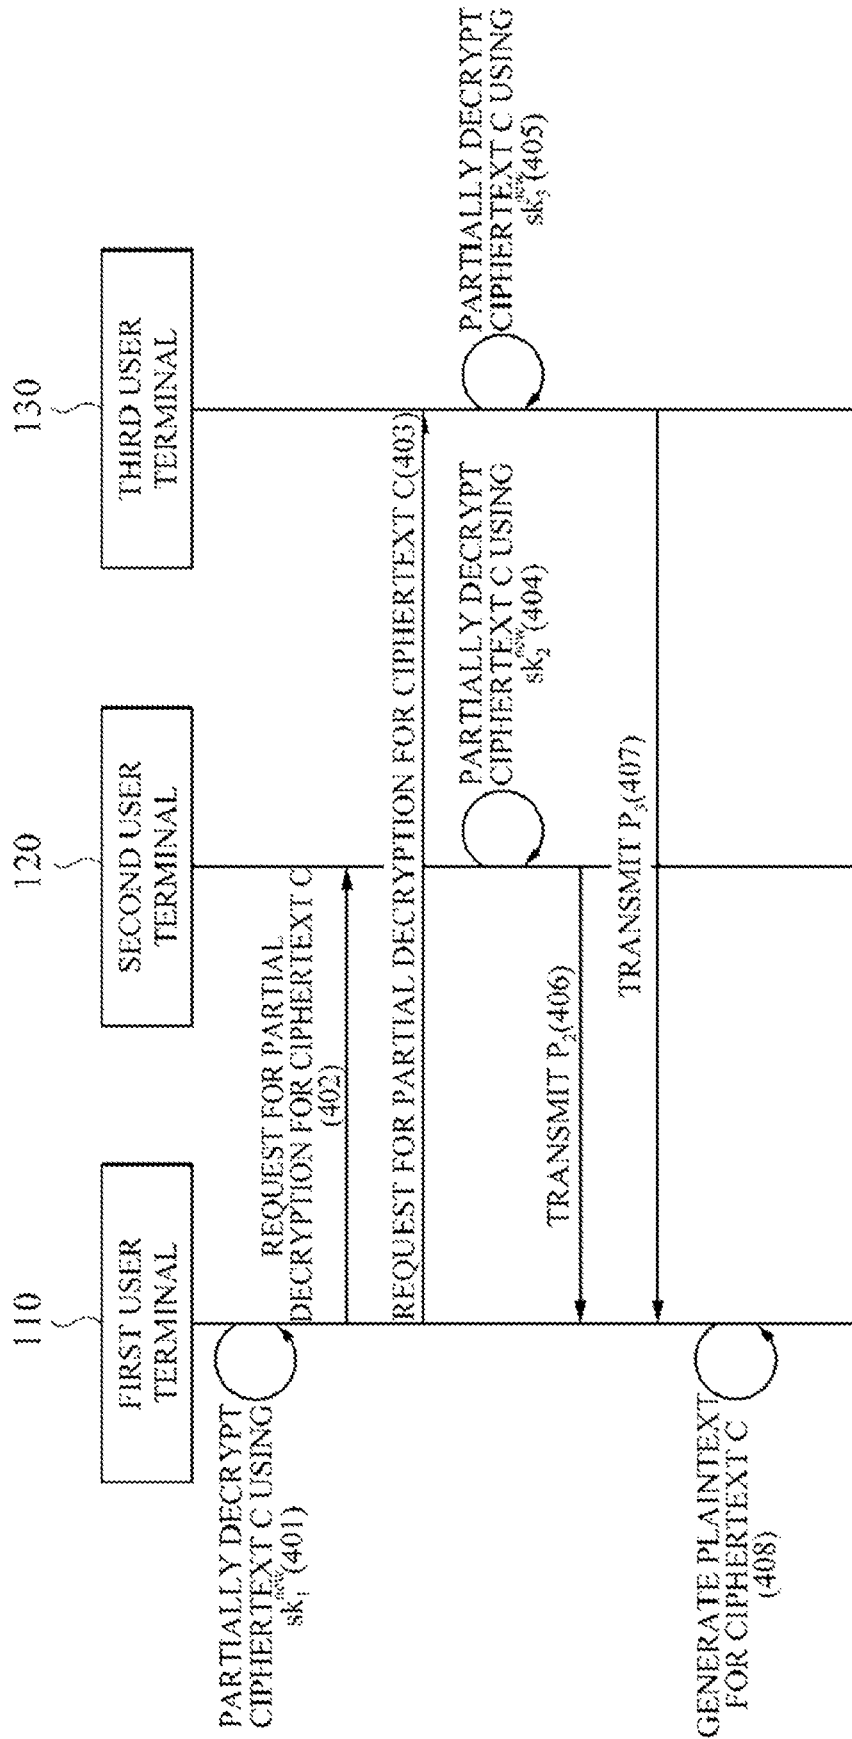 110
FIRST USER
TERMINAL
120
SECOND USER
TERMINAL
130
THIRD USER
TERMINAL
PARTIALLY DECRYPT
CIPHERTEXT C USING
sk₁ⁿᵉʷ(401)
REQUEST FOR PARTIAL
DECRYPTION FOR CIPHERTEXT C
(402)
REQUEST FOR PARTIAL DECRYPTION FOR CIPHERTEXT C(403)
PARTIALLY DECRYPT
CIPHERTEXT C USING
sk₂ⁿᵉʷ(404)
PARTIALLY DECRYPT
CIPHERTEXT C USING
sk₃ⁿᵉʷ(405)
TRANSMIT P₂(406)
TRANSMIT P₃(407)
GENERATE PLAINTEXT
FOR CIPHERTEXT C
(408)